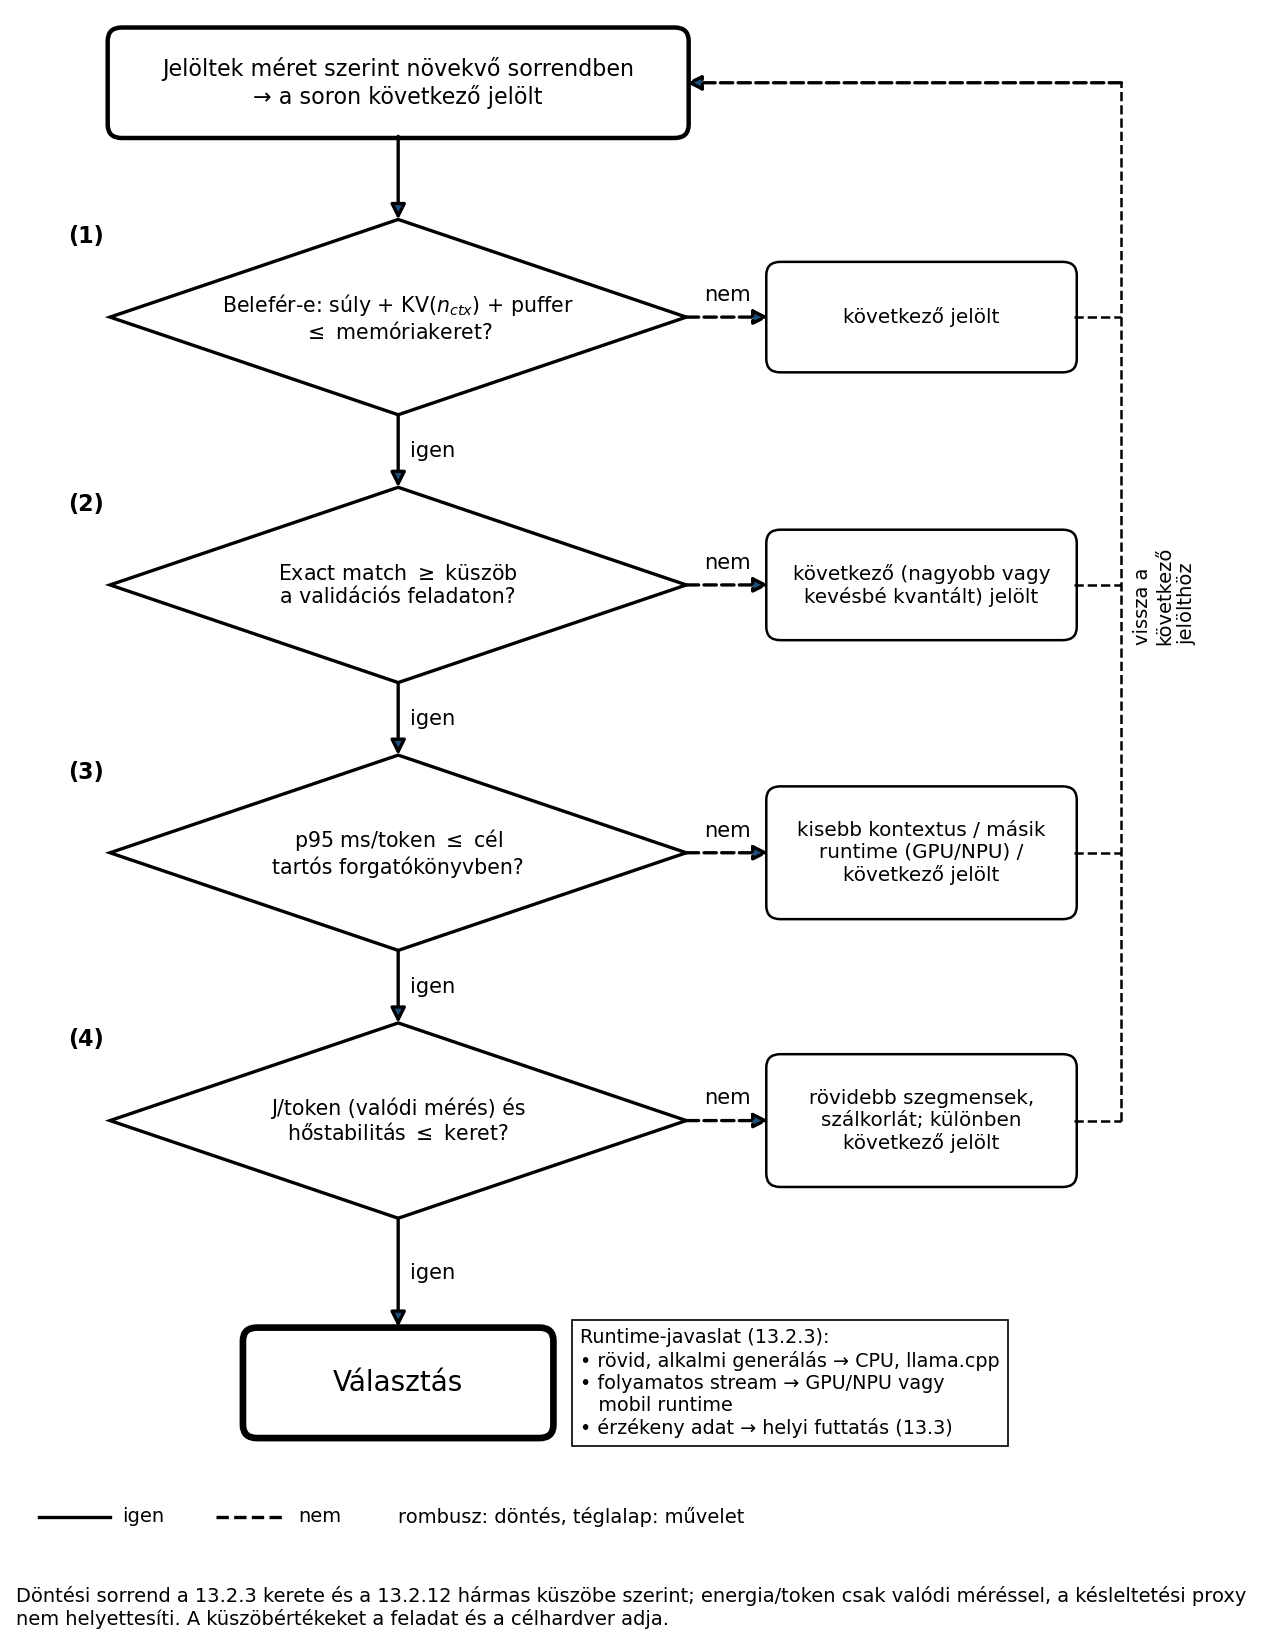 Jelöltek méret szerint növekvő sorrendben
→ a soron következő jelölt
(1)
Belefér-e: súly + KV(n_ctx) + puffer
≤ memóriakeret?
nem
következő jelölt
igen
(2)
Exact match ≥ küszöb
a validációs feladaton?
nem
következő (nagyobb vagy
kevésbé kvantált) jelölt
vissza a
következő
jelölthöz
igen
(3)
p95 ms/token ≤ cél
tartós forgatókönyvben?
nem
kisebb kontextus / másik
runtime (GPU/NPU) /
következő jelölt
igen
(4)
J/token (valódi mérés) és
hőstabilitás ≤ keret?
nem
rövidebb szegmensek,
szálkorlát; különben
következő jelölt
igen
Választás
Runtime-javaslat (13.2.3):
• rövid, alkalmi generálás → CPU, llama.cpp
• folyamatos stream → GPU/NPU vagy
mobil runtime
• érzékeny adat → helyi futtatás (13.3)
igen
nem
rombusz: döntés, téglalap: művelet
Döntési sorrend a 13.2.3 kerete és a 13.2.12 hármas küszöbe szerint; energia/token csak valódi méréssel, a késleltetési proxy
nem helyettesíti. A küszöbértékeket a feladat és a célhardver adja.